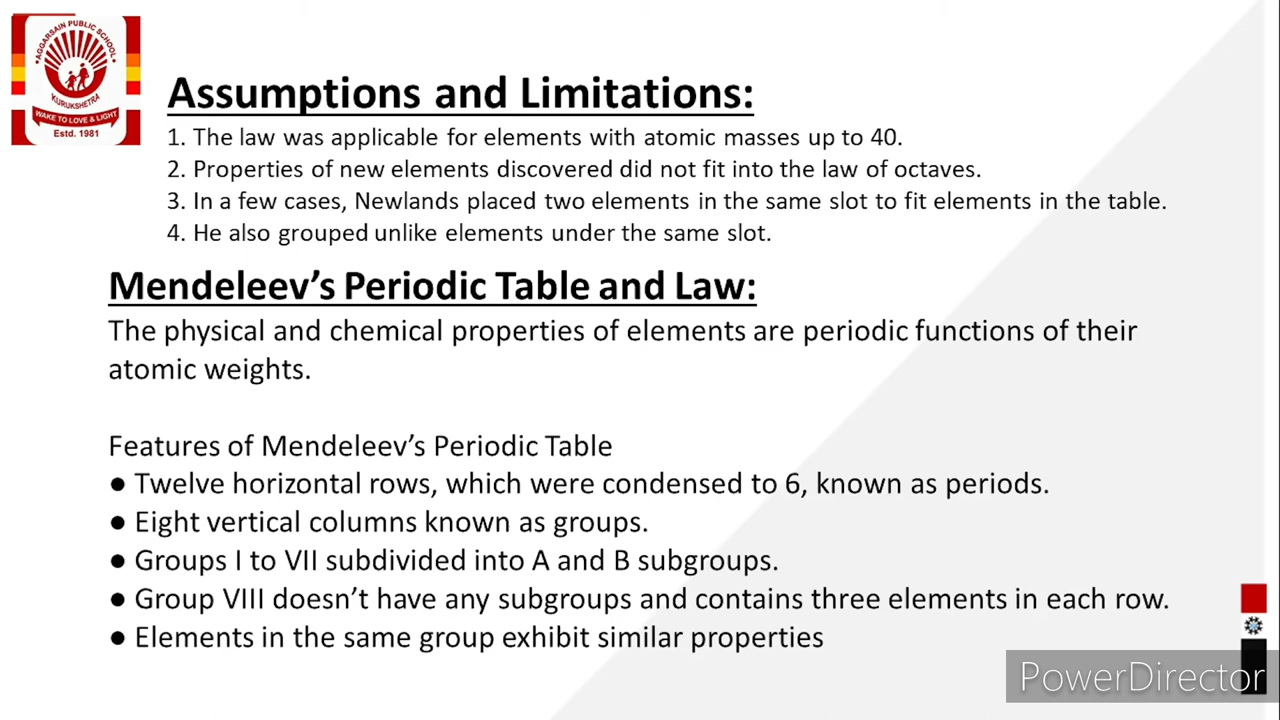 AGGARSAIN PUBLIC SCHOOL
KURUKSHETRA
WAKE TO LOVE & LIGHT
Estd. 1981
Assumptions and Limitations:
1. The law was applicable for elements with atomic masses up to 40.
2. Properties of new elements discovered did not fit into the law of octaves.
3. In a few cases, Newlands placed two elements in the same slot to fit elements in the table.
4. He also grouped unlike elements under the same slot.
Mendeleev’s Periodic Table and Law:
The physical and chemical properties of elements are periodic functions of their
atomic weights.
Features of Mendeleev’s Periodic Table
● Twelve horizontal rows, which were condensed to 6, known as periods.
● Eight vertical columns known as groups.
● Groups I to VII subdivided into A and B subgroups.
● Group VIII doesn’t have any subgroups and contains three elements in each row.
● Elements in the same group exhibit similar properties
PowerDirector